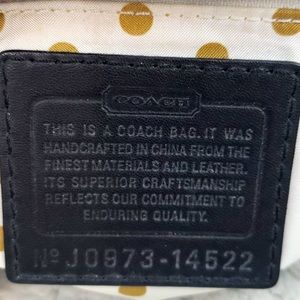 COACH
THIS IS A COACH BAG. IT WAS
HANDCRAFTED IN CHINA FROM THE
FINEST MATERIALS AND LEATHER.
ITS SUPERIOR CRAFTSMANSHIP
REFLECTS OUR COMMITMENT TO
ENDURING QUALITY.
Nº J0973-14522